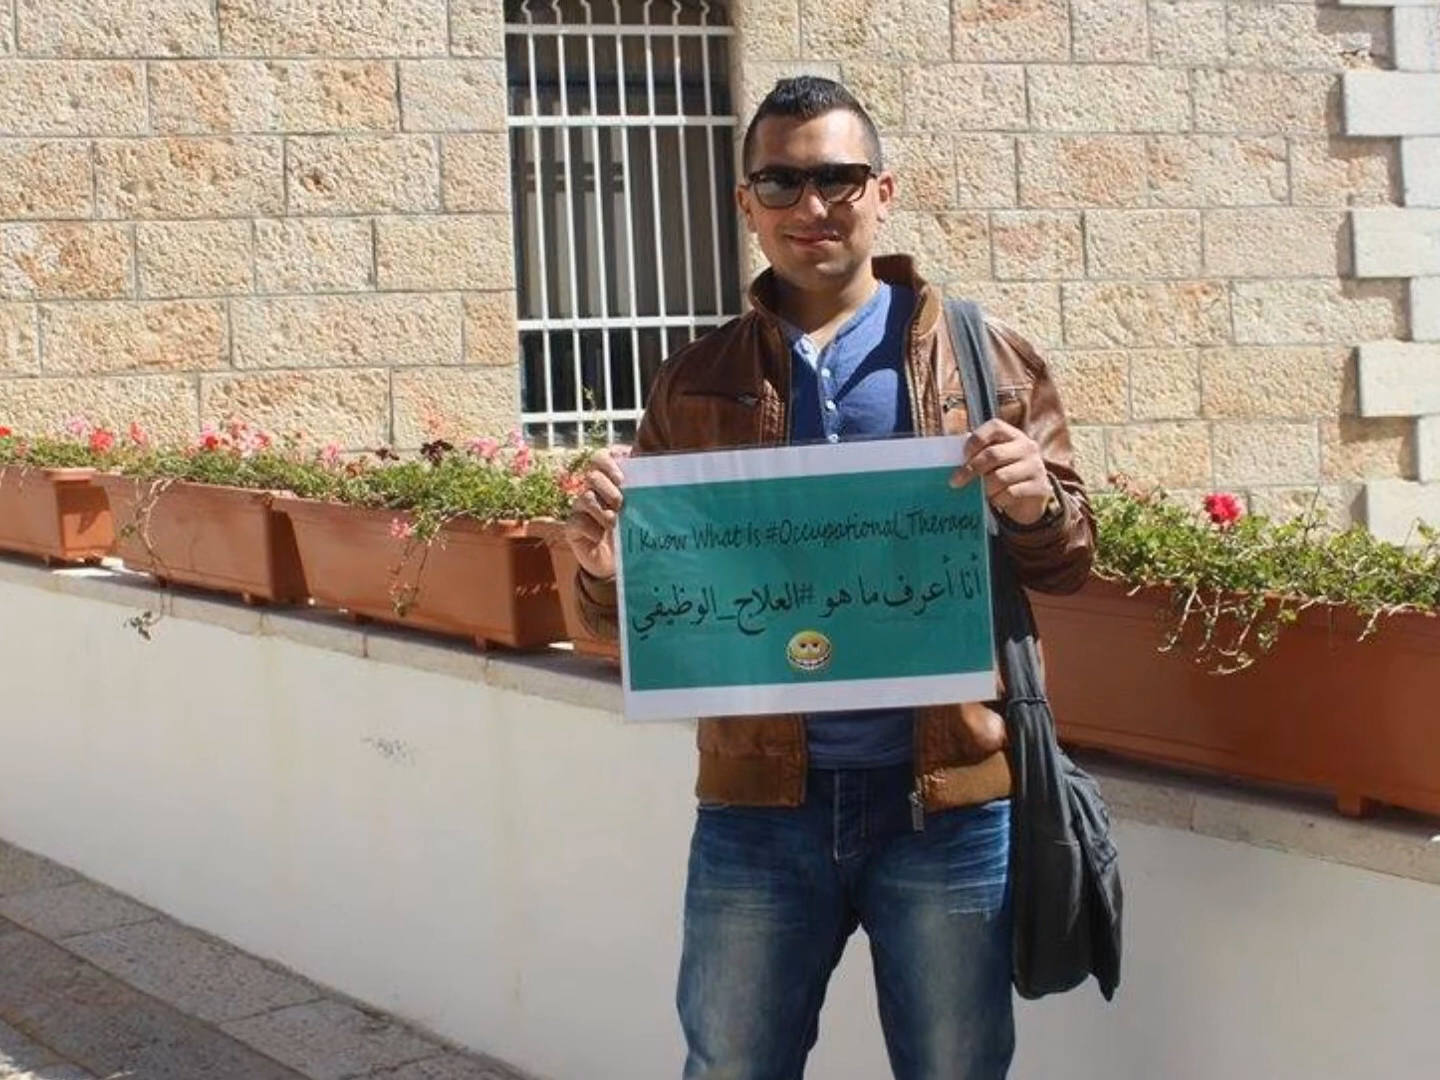 I Know What Is #Occupational_Therapy
أنا أعرف ما هو #العلاج_الوظيفي